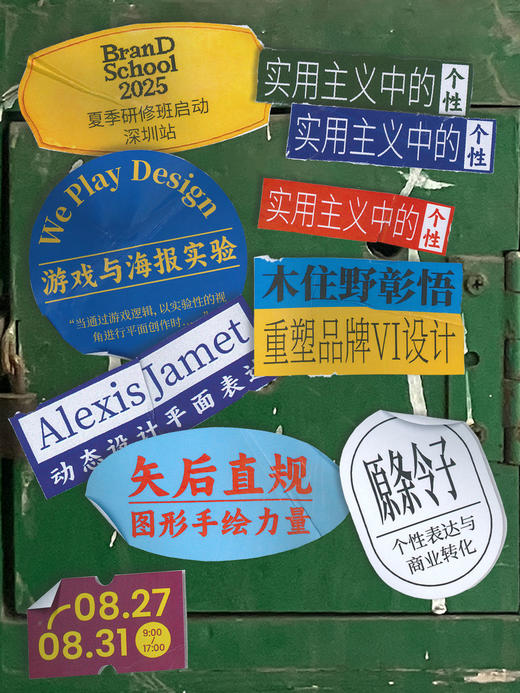 BranD
School
2025
夏季研修班启动
深圳站
实用主义中的个性
实用主义中的个性
实用主义中的个性
We Play Design
游戏与海报实验
“当通过游戏逻辑,以实验性的视
角进行平面创作时……”
木住野彰悟
重塑品牌VI设计
Alexis Jamet
动态设计平面表达
矢后直规
图形手绘力量
原条令子
个性表达与
商业转化
08.27
08.31
9:00
/
17:00